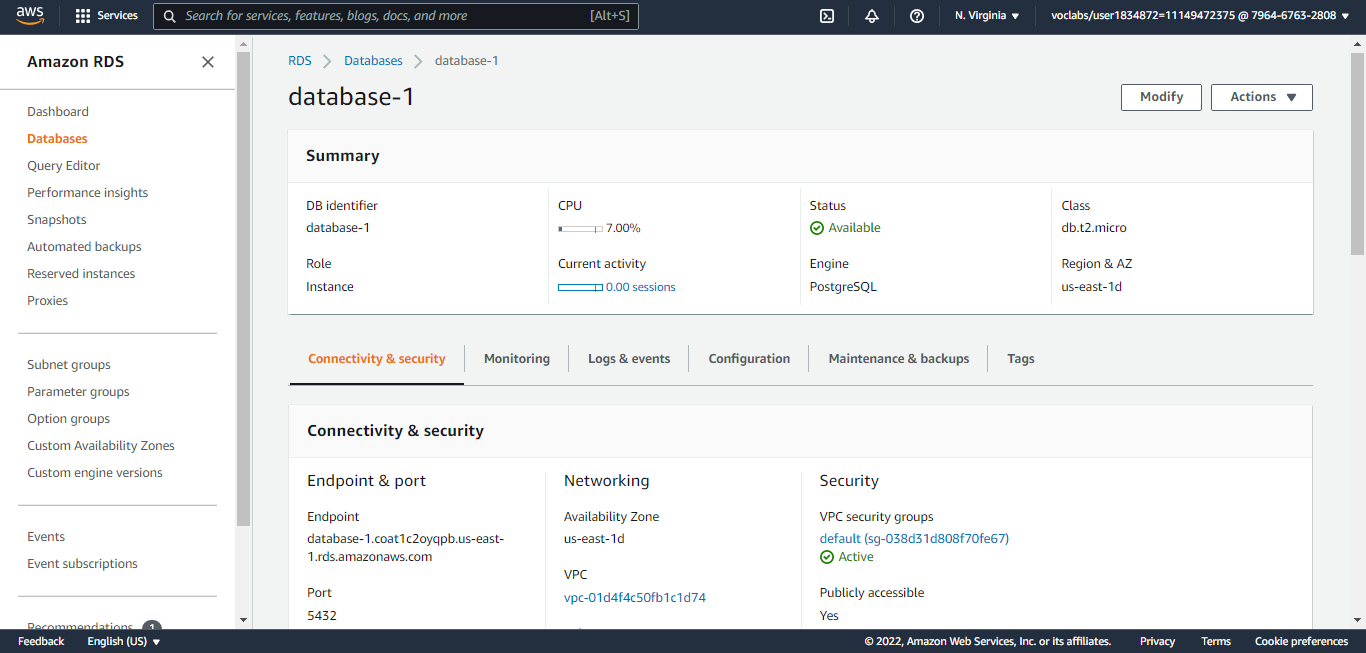 aws
Services
Search for services, features, blogs, docs, and more
[Alt+S]
N. Virginia
voclabs/user1834872=11149472375 @ 7964-6763-2808
Amazon RDS
Dashboard
Databases
Query Editor
Performance insights
Snapshots
Automated backups
Reserved instances
Proxies
Subnet groups
Parameter groups
Option groups
Custom Availability Zones
Custom engine versions
Events
Event subscriptions
Recommendations 1
RDS > Databases > database-1
database-1
Modify
Actions
Summary
DB identifier
database-1
CPU
7.00%
Status
Available
Class
db.t2.micro
Role
Instance
Current activity
0.00 sessions
Engine
PostgreSQL
Region & AZ
us-east-1d
Connectivity & security
Monitoring
Logs & events
Configuration
Maintenance & backups
Tags
Connectivity & security
Endpoint & port
Endpoint
database-1.coat1c2oyqpb.us-east-
1.rds.amazonaws.com
Port
5432
Networking
Availability Zone
us-east-1d
VPC
vpc-01d4f4c50fb1c1d74
Security
VPC security groups
default (sg-038d31d808f70fe67)
Active
Publicly accessible
Yes
Feedback
English (US)
© 2022, Amazon Web Services, Inc. or its affiliates.
Privacy
Terms
Cookie preferences